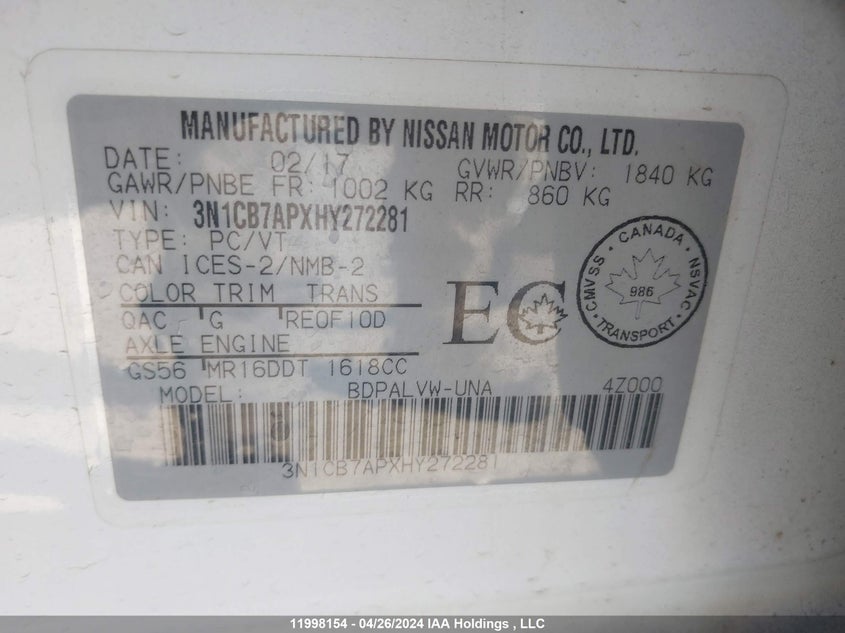 MANUFACTURED BY NISSAN MOTOR CO., LTD.
DATE: 02/17 GVWR/PNBV: 1840 KG
GAWR/PNBE FR: 1002 KG RR: 860 KG
VIN: 3N1CB7APXHY272281
TYPE: PC/VT
CAN ICES-2/NMB-2
COLOR TRIM TRANS
QAC G RE0F10D
AXLE ENGINE
GS56 MR16DDT 1618CC
EC
CANADA
CMVSS 986 NSVAC
TRANSPORT
MODEL: BDPALVW-UNA 4Z000
3N1CB7APXHY272281
11998154 - 04/26/2024 IAA Holdings , LLC